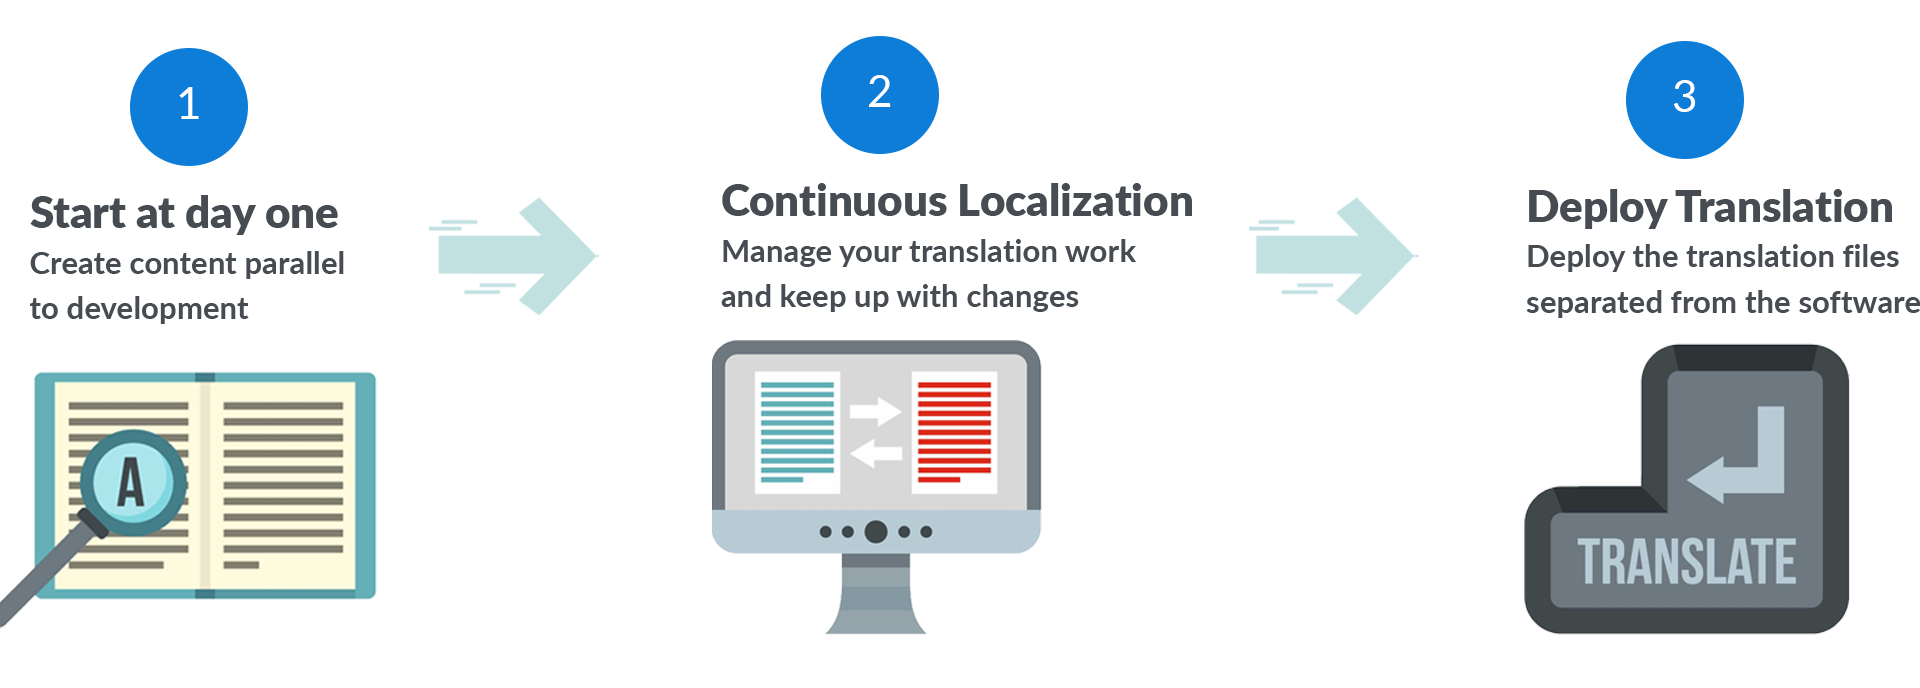 1
Start at day one
Create content parallel
to development
A
2
Continuous Localization
Manage your translation work
and keep up with changes
3
Deploy Translation
Deploy the translation files
separated from the software
TRANSLATE